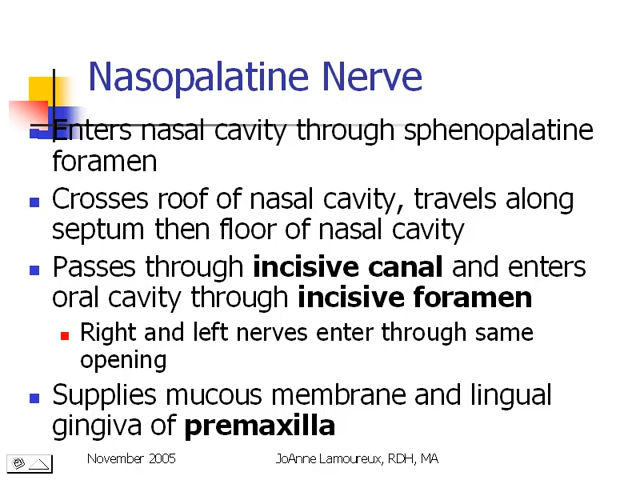 Nasopalatine Nerve
Enters nasal cavity through sphenopalatine
foramen
Crosses roof of nasal cavity, travels along
septum then floor of nasal cavity
Passes through incisive canal and enters
oral cavity through incisive foramen
Right and left nerves enter through same
opening
Supplies mucous membrane and lingual
gingiva of premaxilla
November 2005
JoAnne Lamoureux, RDH, MA